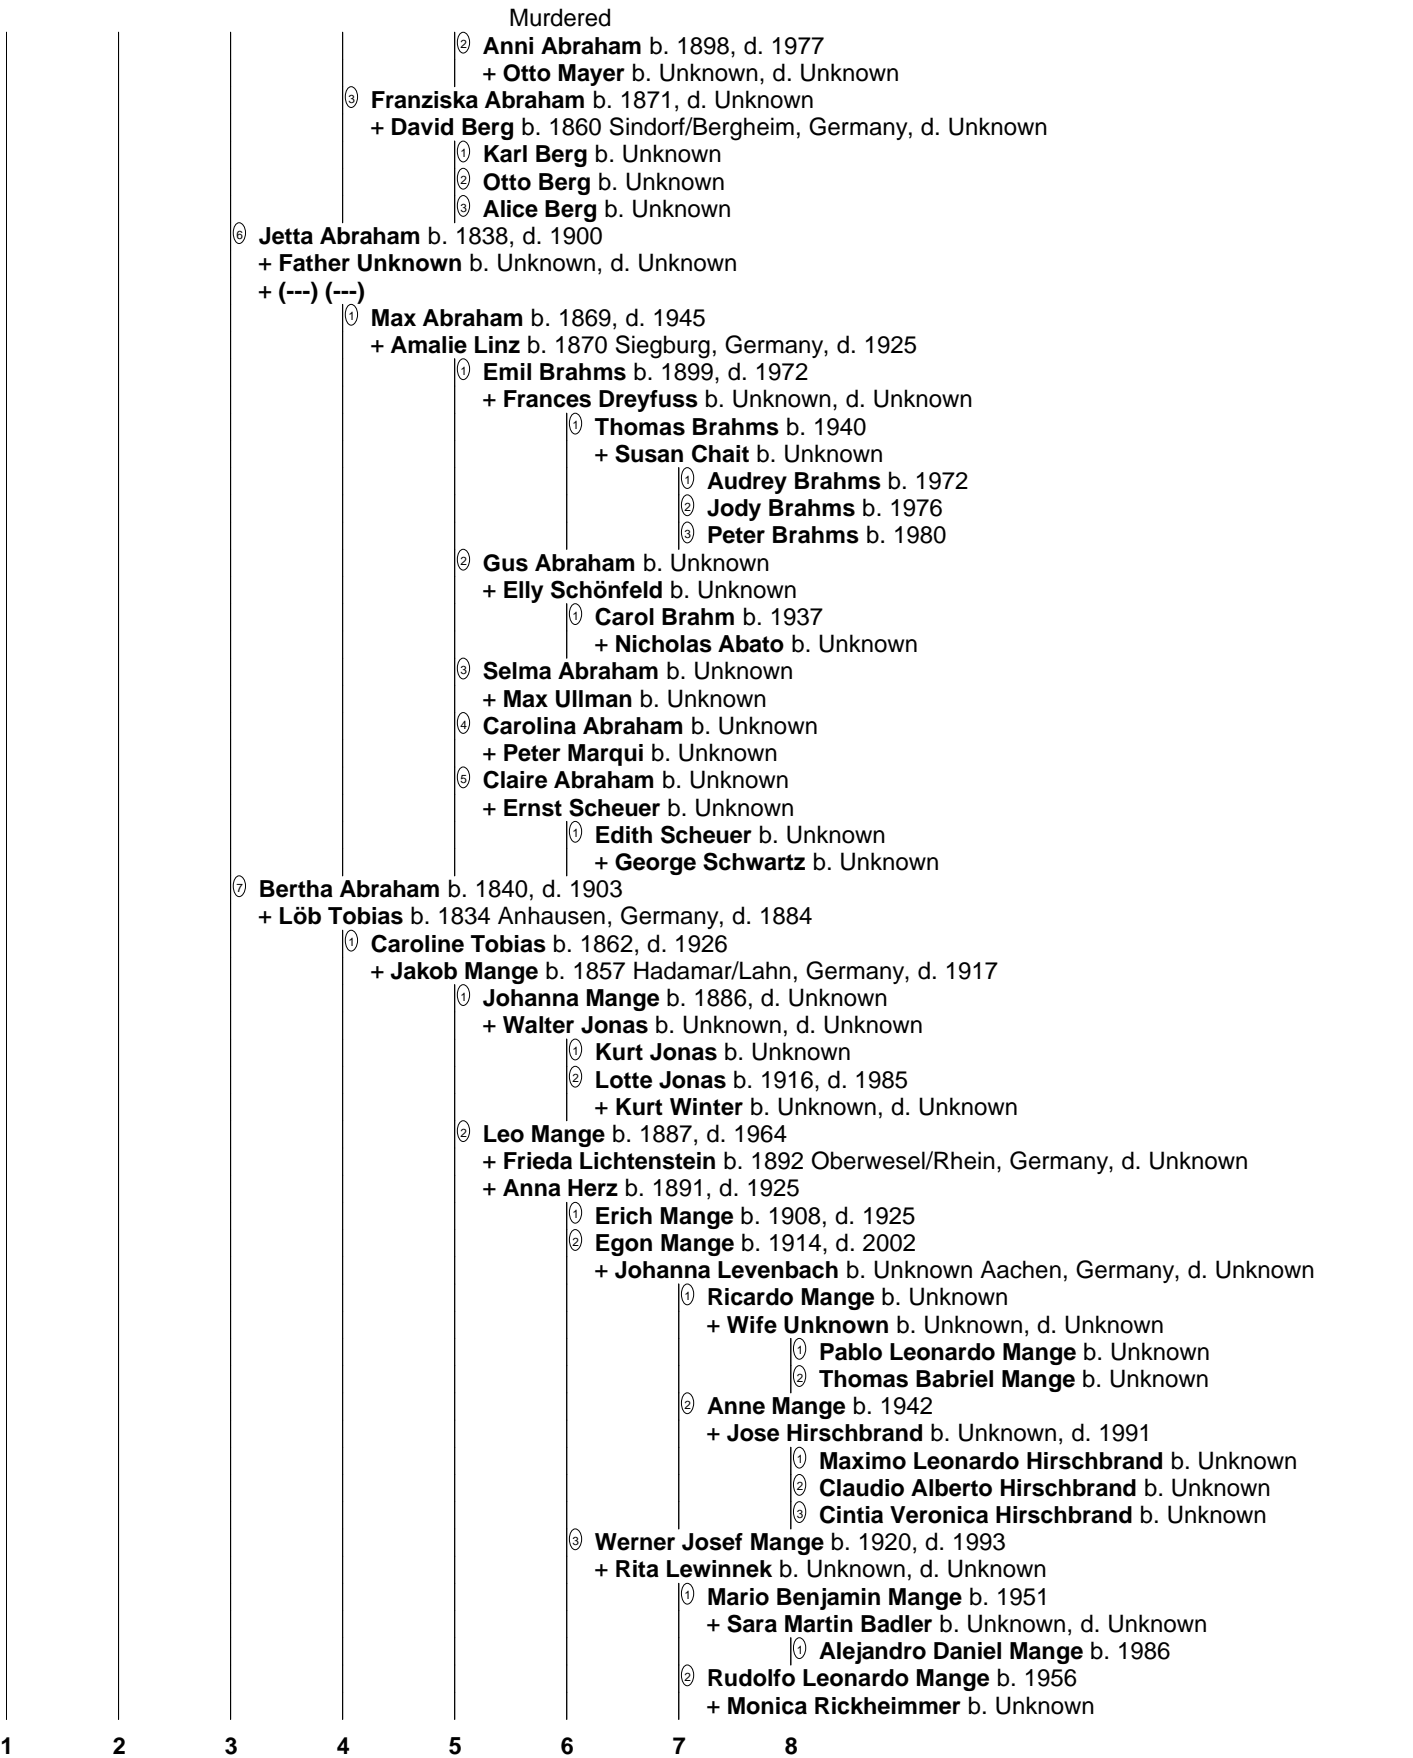 Murdered
② Anni Abraham b. 1898, d. 1977
+ Otto Mayer b. Unknown, d. Unknown
③ Franziska Abraham b. 1871, d. Unknown
+ David Berg b. 1860 Sindorf/Bergheim, Germany, d. Unknown
① Karl Berg b. Unknown
② Otto Berg b. Unknown
③ Alice Berg b. Unknown
⑥ Jetta Abraham b. 1838, d. 1900
+ Father Unknown b. Unknown, d. Unknown
+ (---) (---)
① Max Abraham b. 1869, d. 1945
+ Amalie Linz b. 1870 Siegburg, Germany, d. 1925
① Emil Brahms b. 1899, d. 1972
+ Frances Dreyfuss b. Unknown, d. Unknown
① Thomas Brahms b. 1940
+ Susan Chait b. Unknown
① Audrey Brahms b. 1972
② Jody Brahms b. 1976
③ Peter Brahms b. 1980
② Gus Abraham b. Unknown
+ Elly Schönfeld b. Unknown
① Carol Brahm b. 1937
+ Nicholas Abato b. Unknown
③ Selma Abraham b. Unknown
+ Max Ullman b. Unknown
④ Carolina Abraham b. Unknown
+ Peter Marqui b. Unknown
⑤ Claire Abraham b. Unknown
+ Ernst Scheuer b. Unknown
① Edith Scheuer b. Unknown
+ George Schwartz b. Unknown
⑦ Bertha Abraham b. 1840, d. 1903
+ Löb Tobias b. 1834 Anhausen, Germany, d. 1884
① Caroline Tobias b. 1862, d. 1926
+ Jakob Mange b. 1857 Hadamar/Lahn, Germany, d. 1917
① Johanna Mange b. 1886, d. Unknown
+ Walter Jonas b. Unknown, d. Unknown
① Kurt Jonas b. Unknown
② Lotte Jonas b. 1916, d. 1985
+ Kurt Winter b. Unknown, d. Unknown
② Leo Mange b. 1887, d. 1964
+ Frieda Lichtenstein b. 1892 Oberwesel/Rhein, Germany, d. Unknown
+ Anna Herz b. 1891, d. 1925
① Erich Mange b. 1908, d. 1925
② Egon Mange b. 1914, d. 2002
+ Johanna Levenbach b. Unknown Aachen, Germany, d. Unknown
① Ricardo Mange b. Unknown
+ Wife Unknown b. Unknown, d. Unknown
① Pablo Leonardo Mange b. Unknown
② Thomas Babriel Mange b. Unknown
② Anne Mange b. 1942
+ Jose Hirschbrand b. Unknown, d. 1991
① Maximo Leonardo Hirschbrand b. Unknown
② Claudio Alberto Hirschbrand b. Unknown
③ Cintia Veronica Hirschbrand b. Unknown
③ Werner Josef Mange b. 1920, d. 1993
+ Rita Lewinnek b. Unknown, d. Unknown
① Mario Benjamin Mange b. 1951
+ Sara Martin Badler b. Unknown, d. Unknown
① Alejandro Daniel Mange b. 1986
② Rudolfo Leonardo Mange b. 1956
+ Monica Rickheimmer b. Unknown
1 2 3 4 5 6 7 8